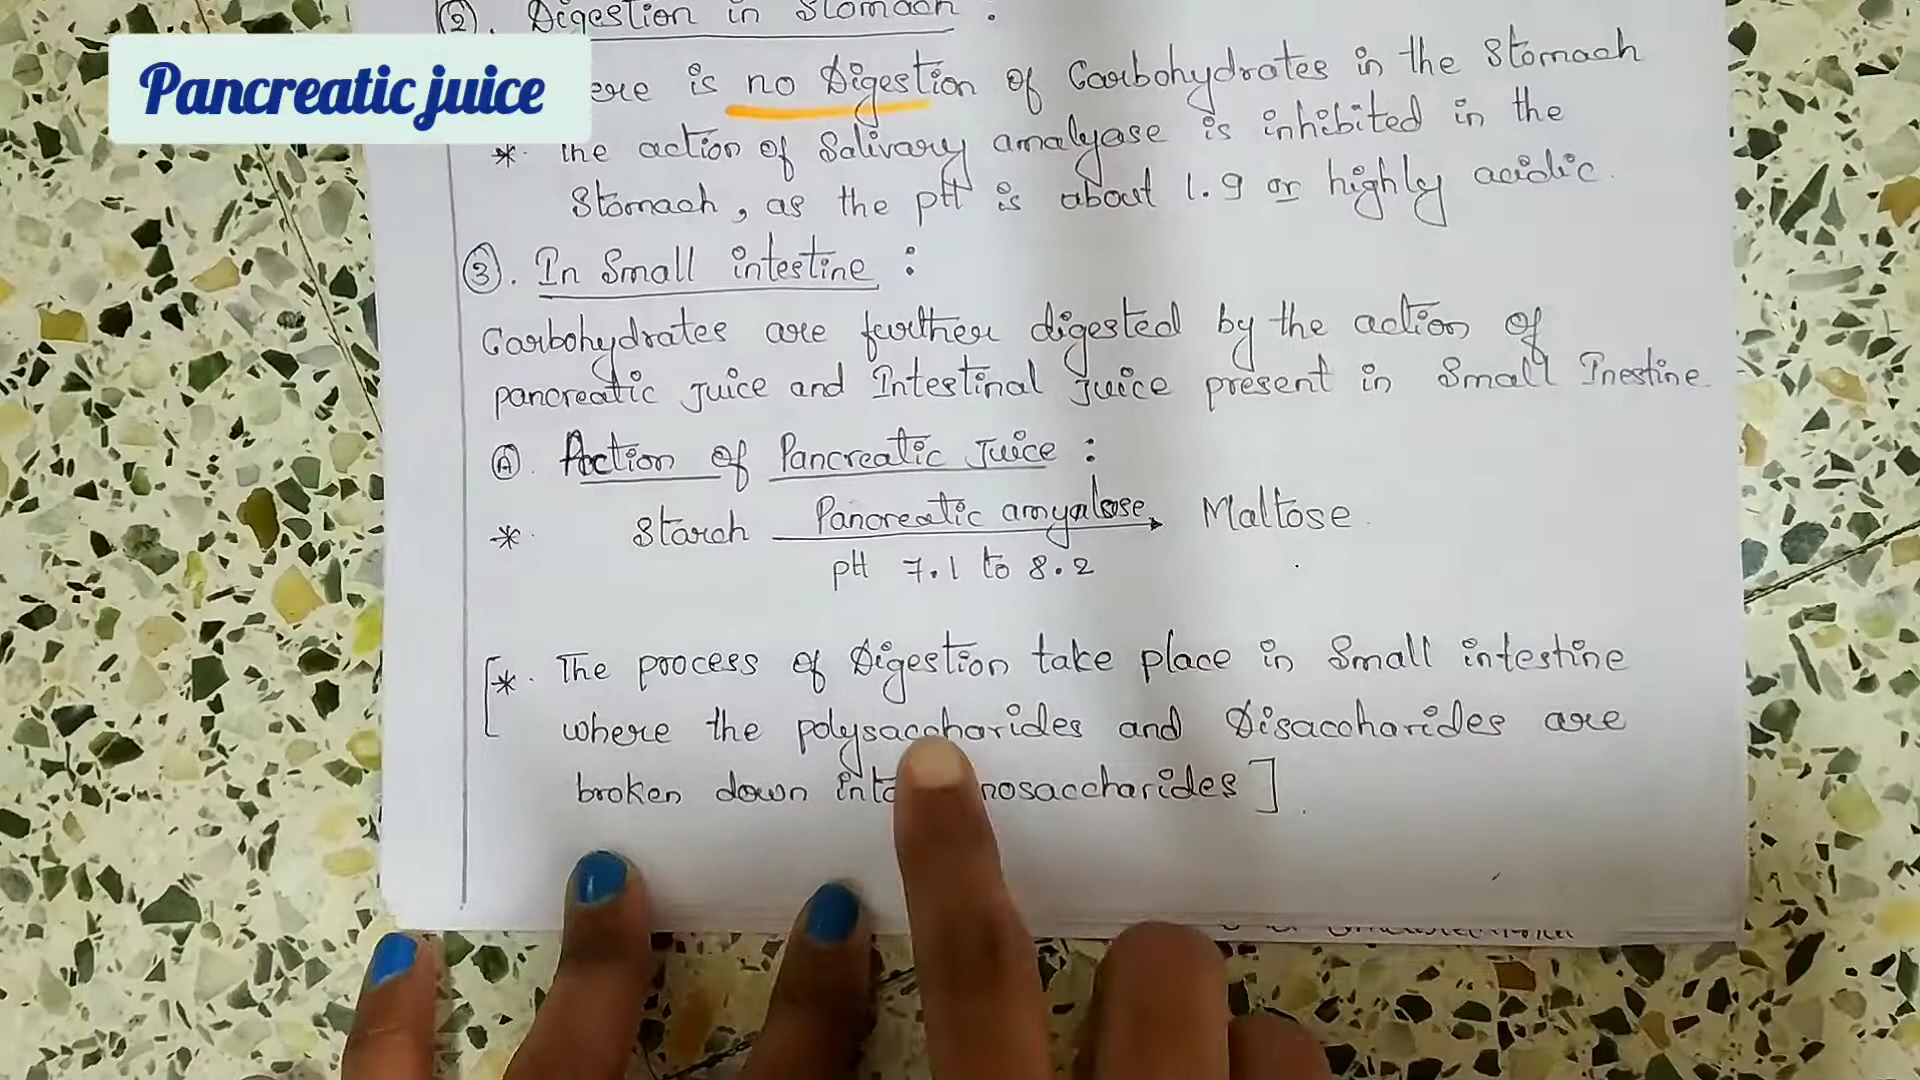 ②. Digestion in Stomach :
Pancreatic juice
ere is no Digestion of Carbohydrates in the Stomach
* The action of Salivary amalyase is inhibited in the
Stomach, as the pH is about 1.9 or highly acidic.
③. In Small intestine :
Carbohydrates are further digested by the action of
pancreatic Juice and Intestinal Juice present in Small Inestine.
Ⓐ. Action of Pancreatic Juice :
* Starch Pancreatic amyalase Maltose.
pH 7.1 to 8.2
[*. The process of Digestion take place in Small intestine
where the polysaccharides and Disaccharides are
broken down into nosaccharides].